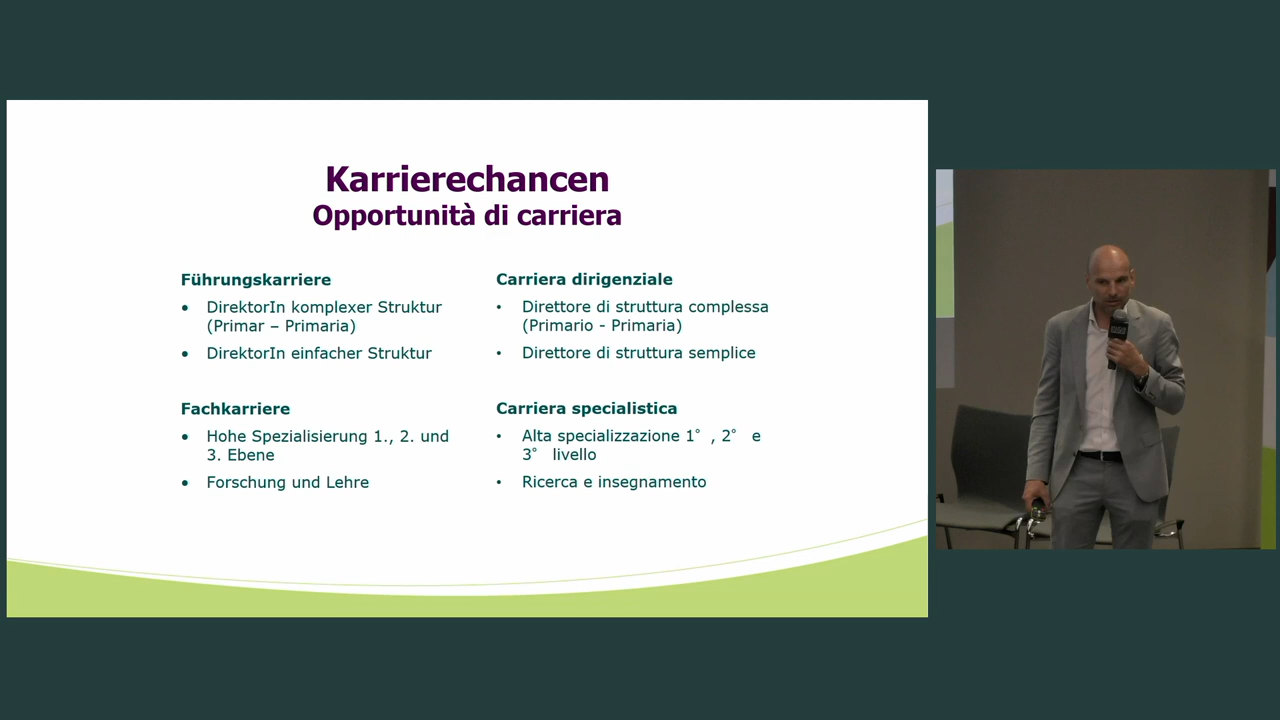 Karrierechancen
Opportunità di carriera
Führungskarriere
• DirektorIn komplexer Struktur
(Primar – Primaria)
• DirektorIn einfacher Struktur
Fachkarriere
• Hohe Spezialisierung 1., 2. und
3. Ebene
• Forschung und Lehre
Carriera dirigenziale
• Direttore di struttura complessa
(Primario - Primaria)
• Direttore di struttura semplice
Carriera specialistica
• Alta specializzazione 1° , 2° e
3° livello
• Ricerca e insegnamento